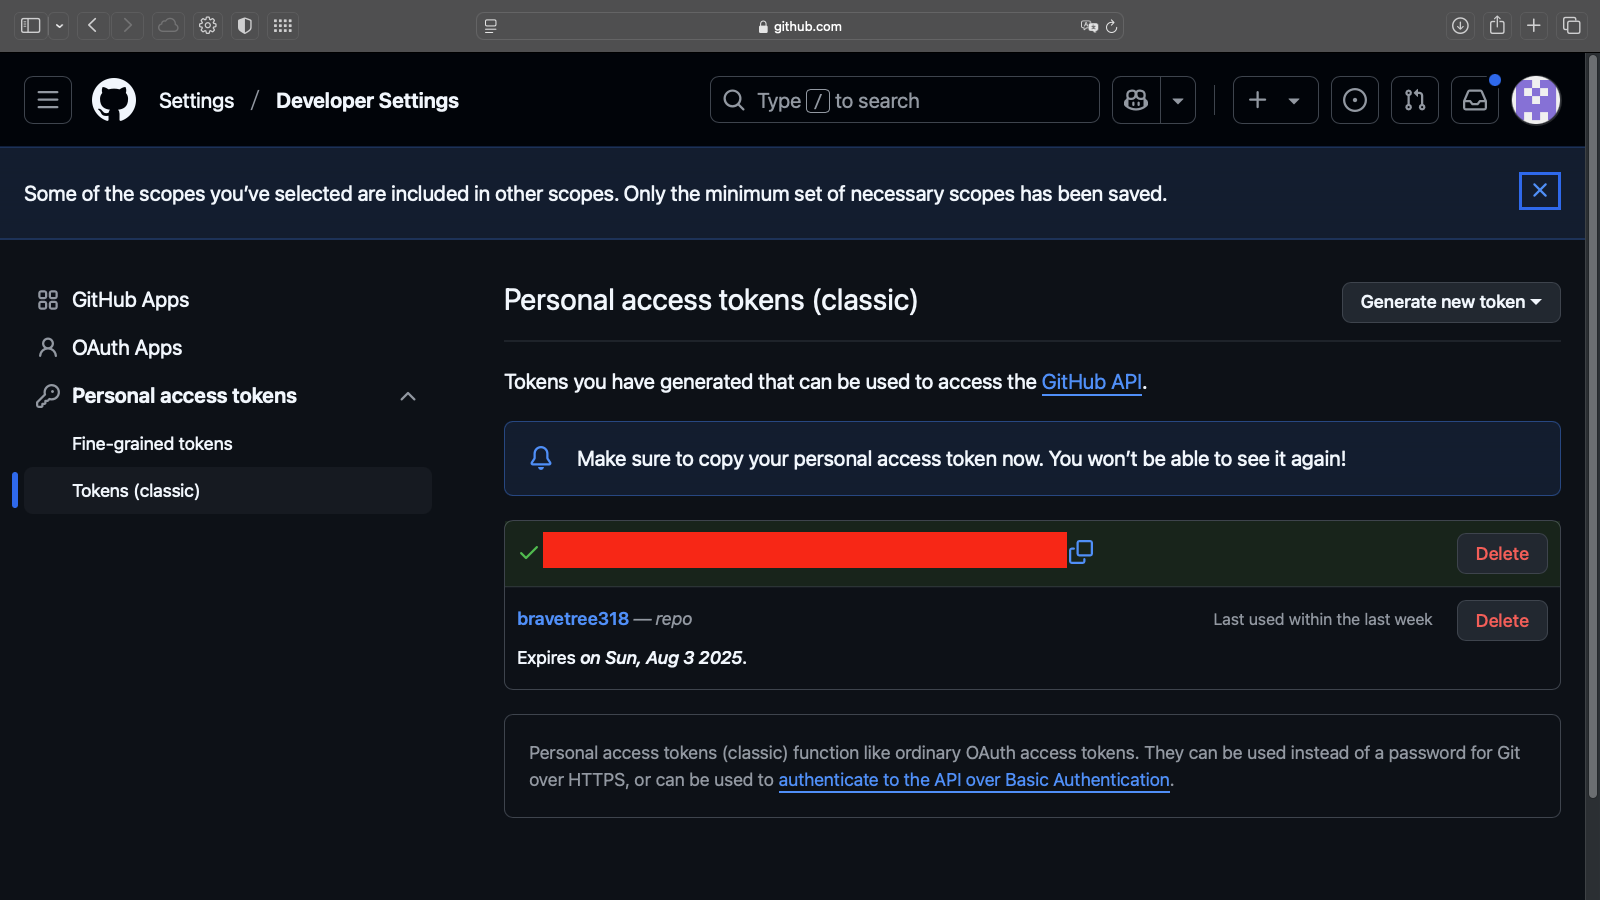 github.com
Settings / Developer Settings
Type / to search
Some of the scopes you’ve selected are included in other scopes. Only the minimum set of necessary scopes has been saved.
GitHub Apps
OAuth Apps
Personal access tokens
Fine-grained tokens
Tokens (classic)
Personal access tokens (classic)
Generate new token
Tokens you have generated that can be used to access the GitHub API.
Make sure to copy your personal access token now. You won’t be able to see it again!
Delete
bravetree318 — repo
Last used within the last week
Delete
Expires on Sun, Aug 3 2025.
Personal access tokens (classic) function like ordinary OAuth access tokens. They can be used instead of a password for Git
over HTTPS, or can be used to authenticate to the API over Basic Authentication.